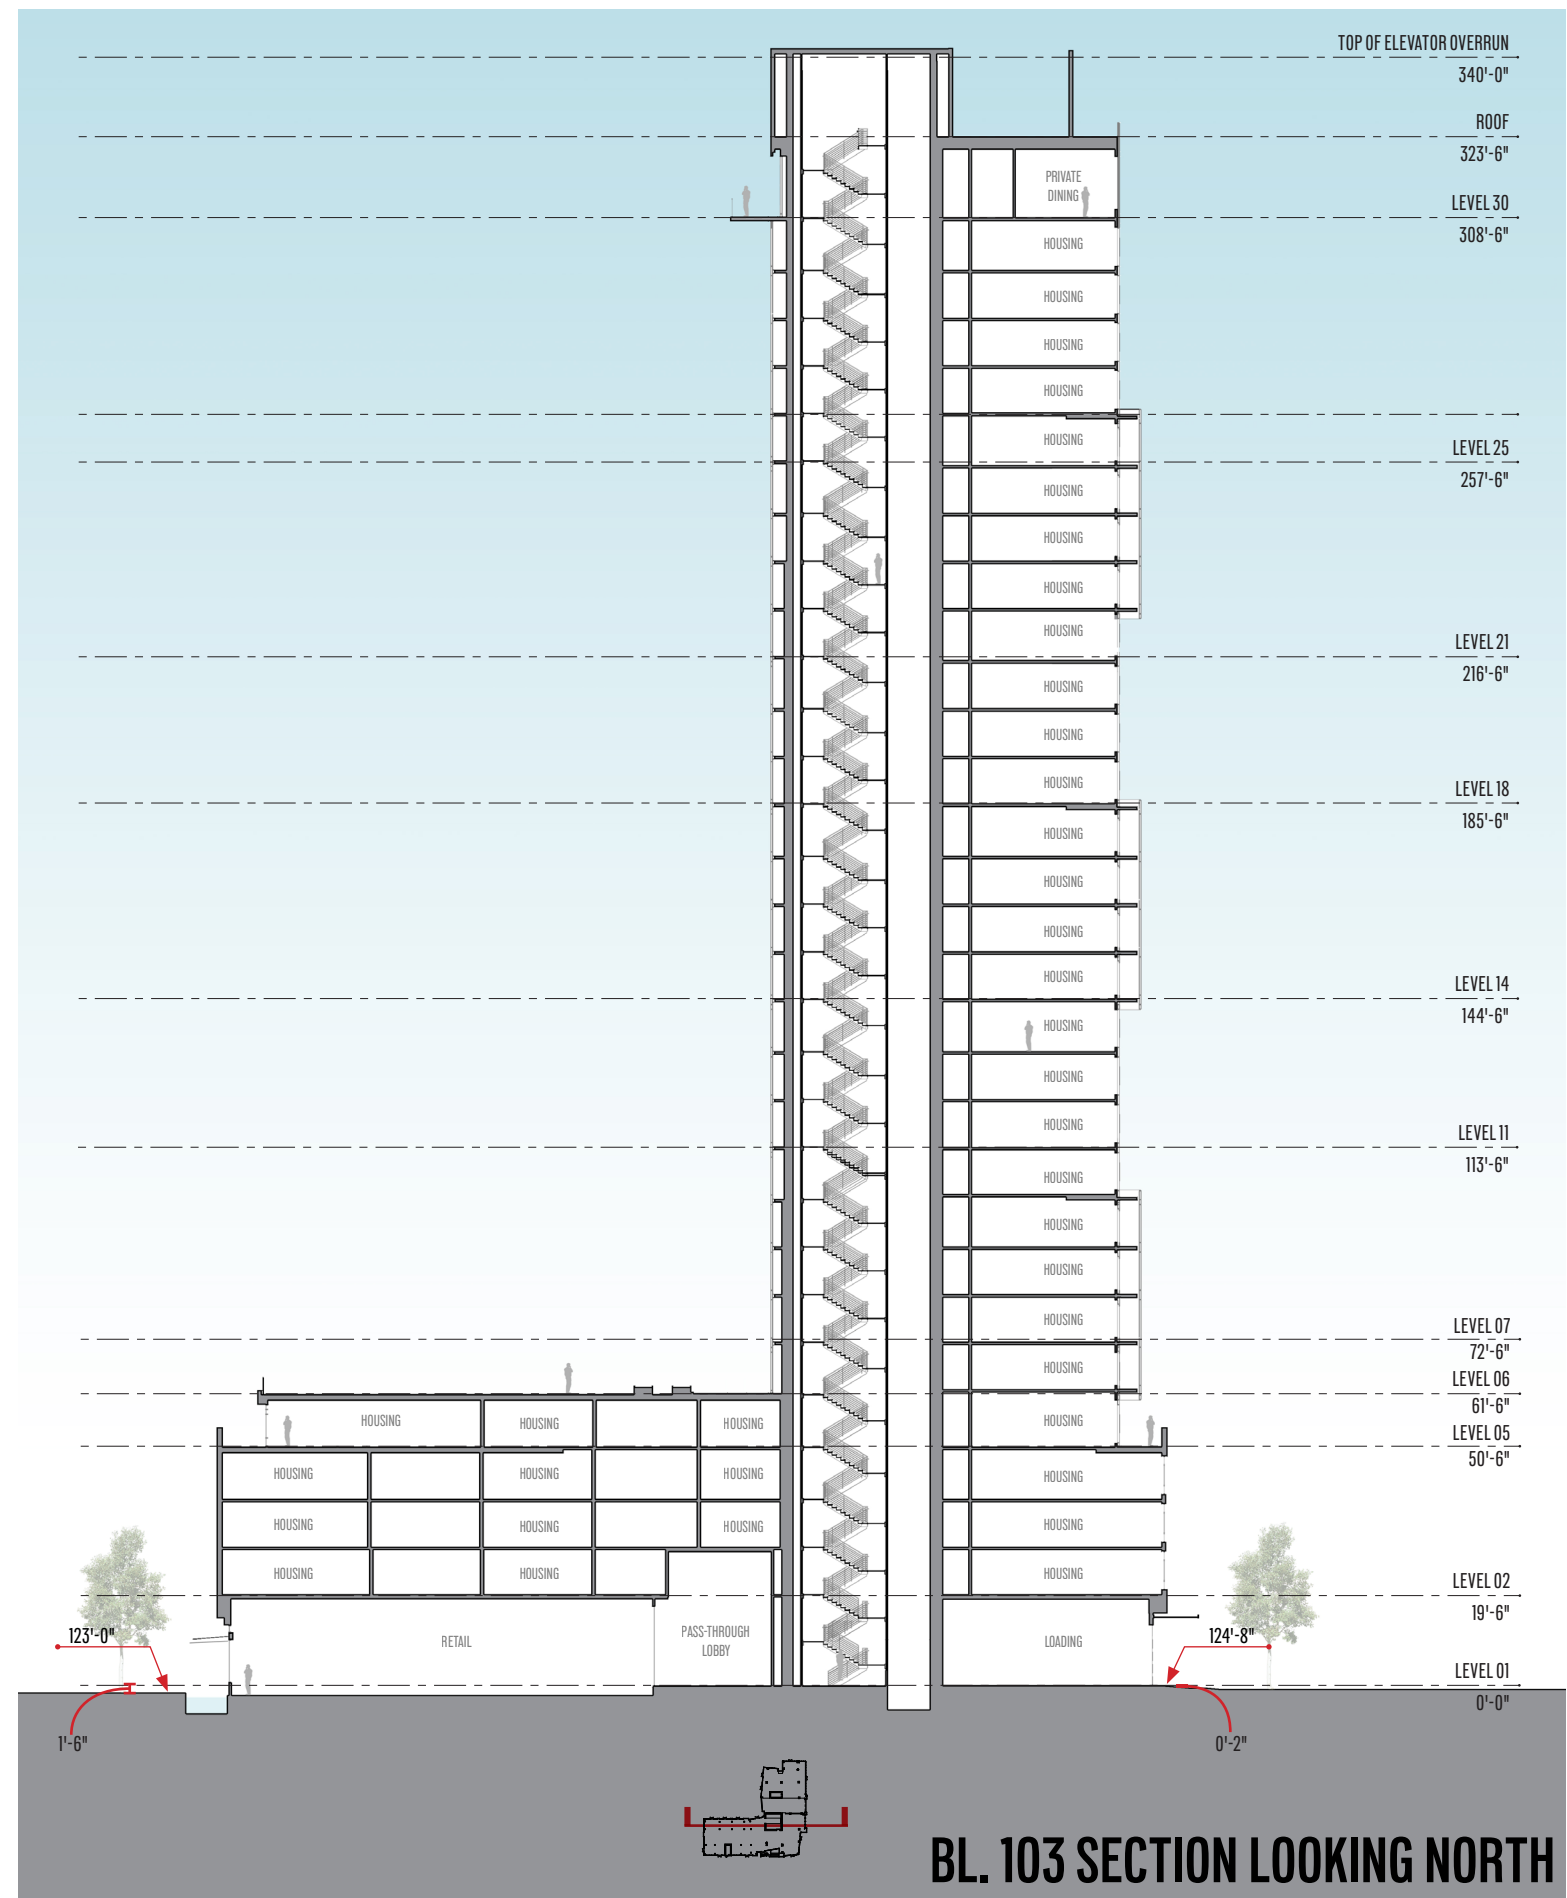 TOP OF ELEVATOR OVERRUN
340'-0"
ROOF
323'-6"
PRIVATE
DINING
LEVEL 30
308'-6"
HOUSING
HOUSING
HOUSING
HOUSING
HOUSING
LEVEL 25
257'-6"
HOUSING
HOUSING
HOUSING
HOUSING
LEVEL 21
216'-6"
HOUSING
HOUSING
HOUSING
LEVEL 18
185'-6"
HOUSING
HOUSING
HOUSING
HOUSING
LEVEL 14
144'-6"
HOUSING
HOUSING
HOUSING
LEVEL 11
113'-6"
HOUSING
HOUSING
HOUSING
HOUSING
LEVEL 07
72'-6"
HOUSING
LEVEL 06
61'-6"
HOUSING HOUSING HOUSING HOUSING
LEVEL 05
50'-6"
HOUSING HOUSING HOUSING HOUSING
HOUSING HOUSING HOUSING HOUSING
HOUSING HOUSING HOUSING
LEVEL 02
19'-6"
123'-0"
RETAIL
PASS-THROUGH
LOBBY
LOADING
124'-8"
LEVEL 01
0'-0"
1'-6"
0'-2"
BL. 103 SECTION LOOKING NORTH